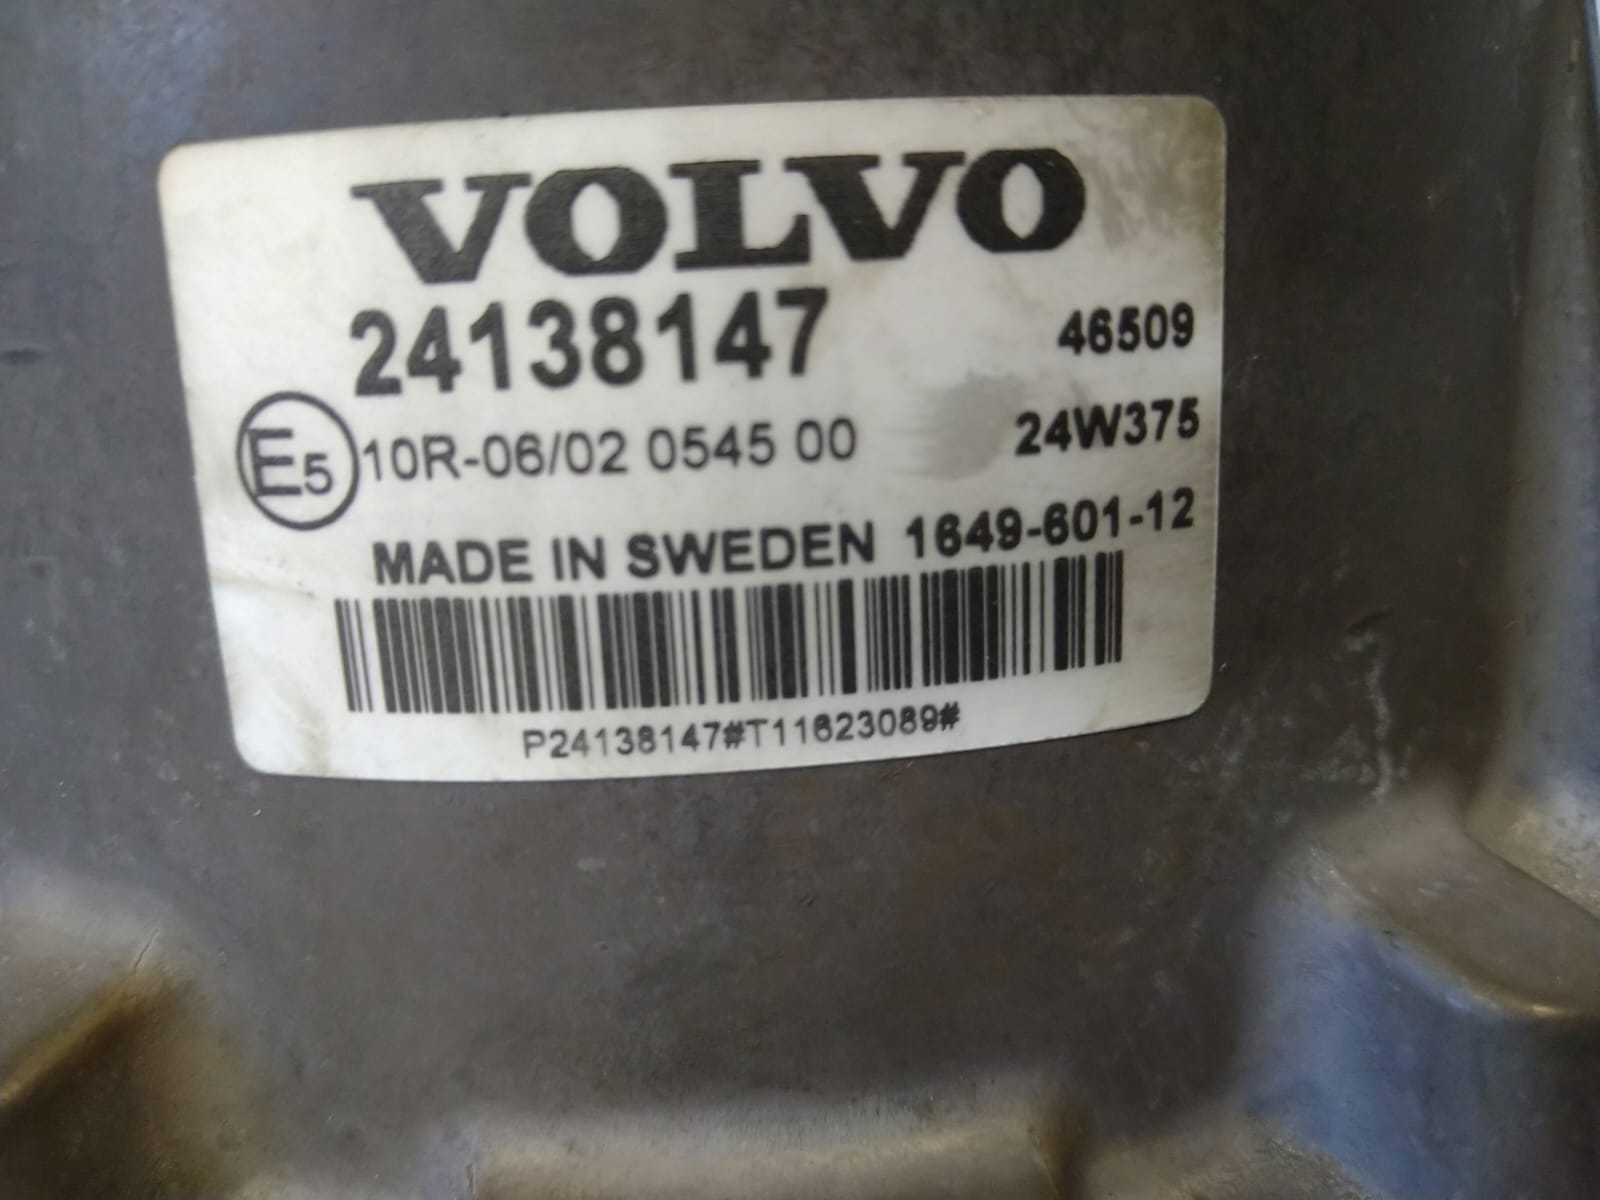 VOLVO
24138147 46509
E5 10R-06/02 0545 00 24W375
MADE IN SWEDEN 1649-601-12
P24138147#T11623089#